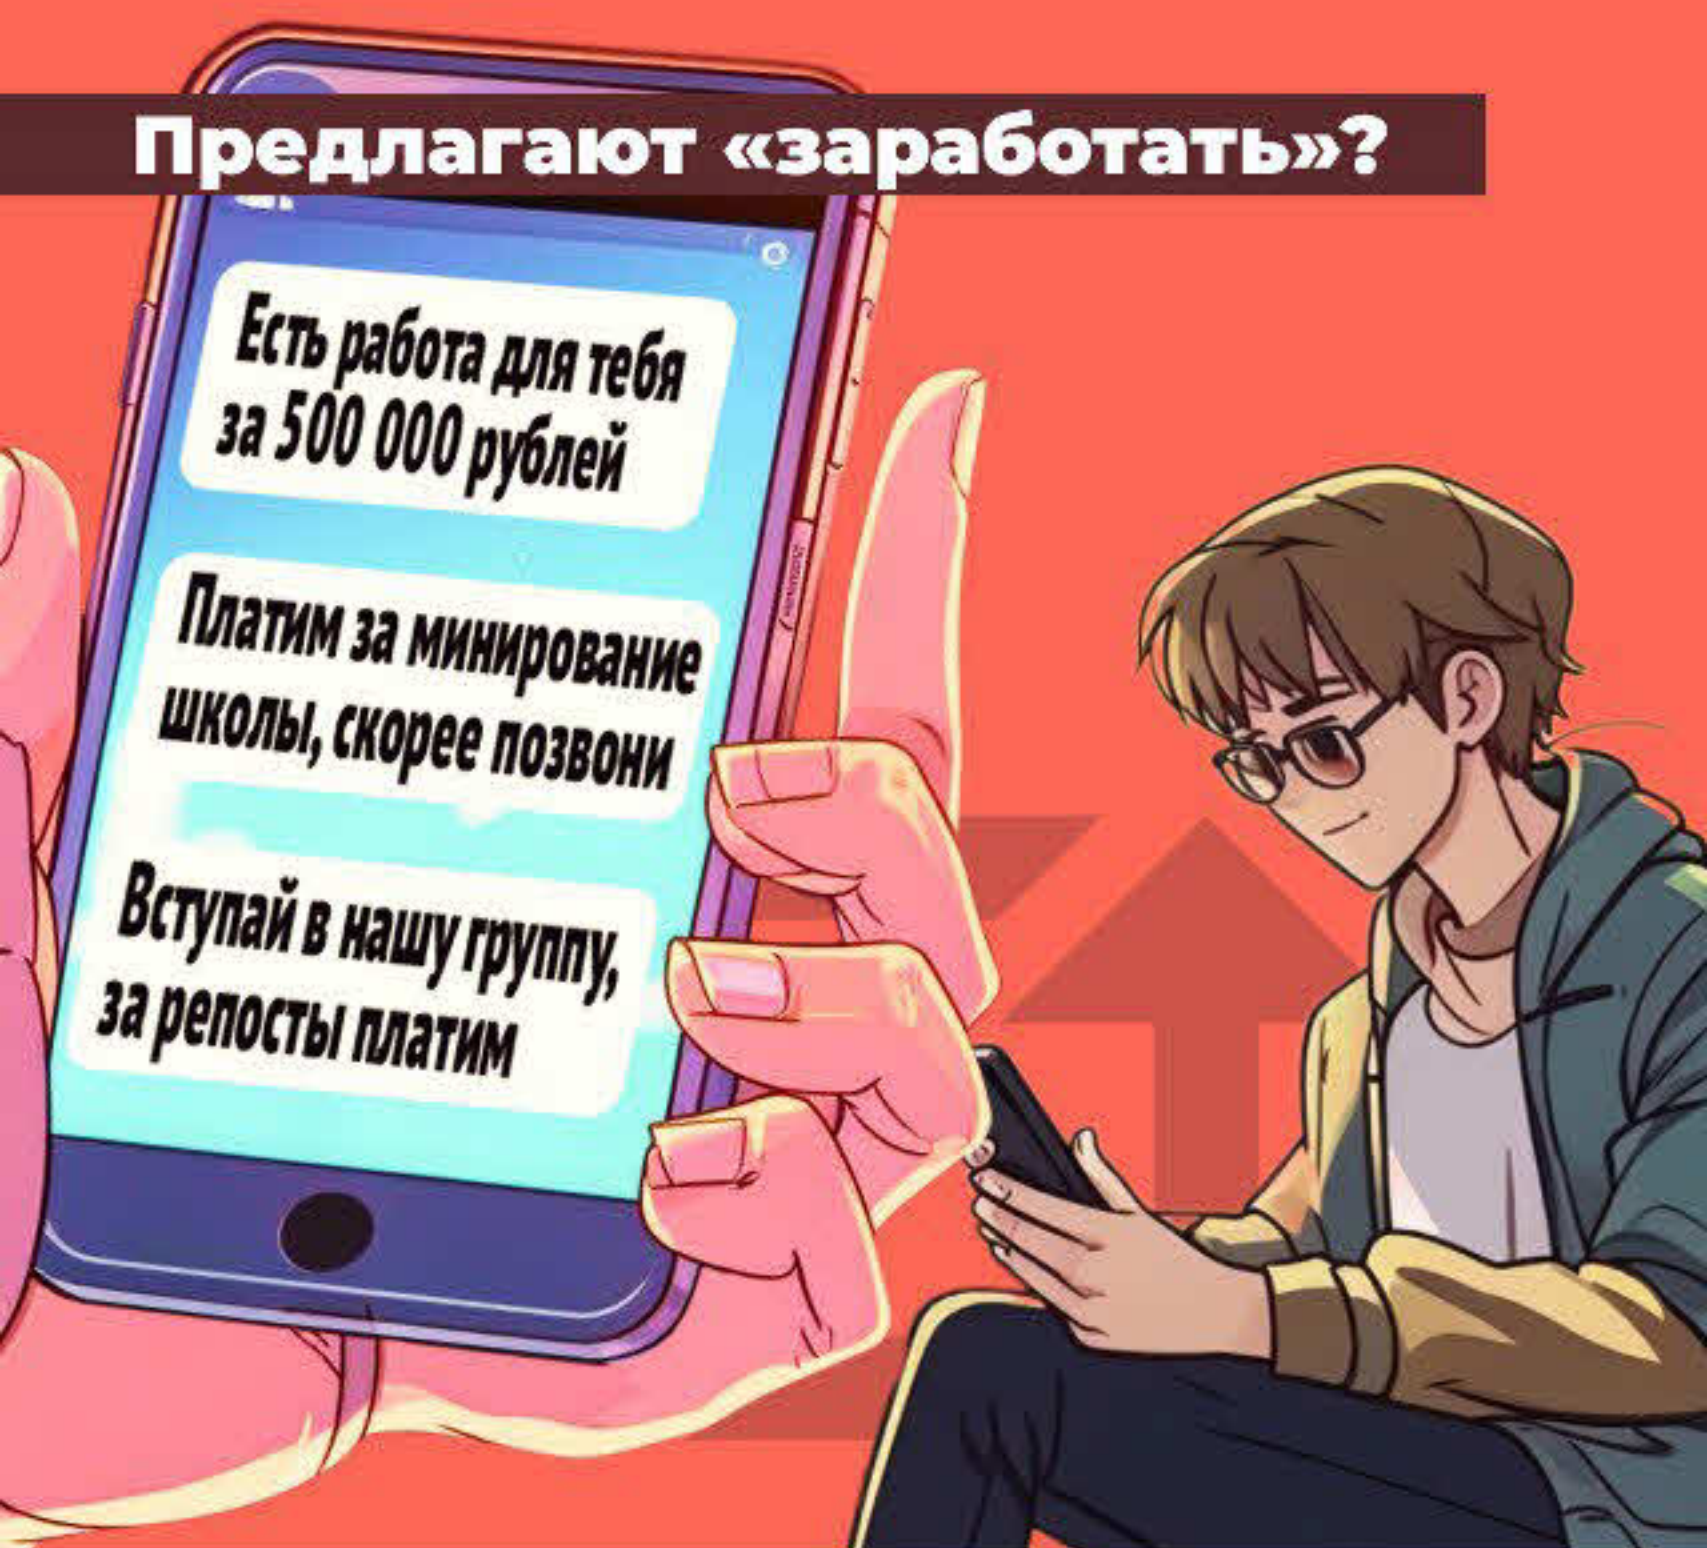 Предлагают «заработать»?
Есть работа для тебя
за 500 000 рублей
Платим за минирование
школы, скорее позвони
Вступай в нашу группу,
за репосты платим